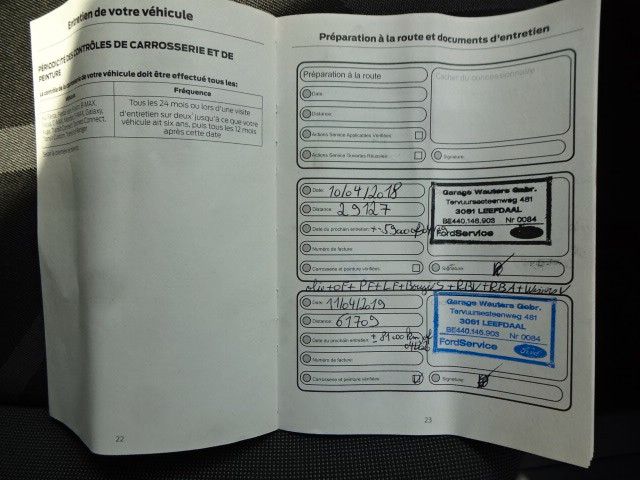 Entretien de votre véhicule
PÉRIODICITÉ DES CONTRÔLES DE CARROSSERIE ET DE
PEINTURE
de votre véhicule doit être effectué tous les:
Fréquence
Tous les 24 mois ou lors d'une visite
d'entretien sur deux jusqu'à ce que votre
véhicule ait six ans, puis tous les 12 mois
après cette date
22
Préparation à la route et documents d'entretien
Préparation à la route
Date:
Distance:
Actions Service Applicables Vérifiées:
Actions Service Ouvertes Réussies:
Cachet du concessionnaire
Signature:
Date: 10/04/2018
Distance: 29127
Date du prochain entretien:
Numéro de facture:
Carrosserie et peinture vérifiées:
Garage Wauters Gebr.
Tervuursesteenweg 481
3061 LEEFDAAL
BE440.146.903 Nr 0084
FordService
Signature:
Date: 11/04/2019
Distance: 61709
Date du prochain entretien:
Numéro de facture:
Carrosserie et peinture vérifiées:
Garage Wauters Gebr.
Tervuursesteenweg 481
3061 LEEFDAAL
BE440.146.903 Nr 0084
FordService
Ford
Signature:
23